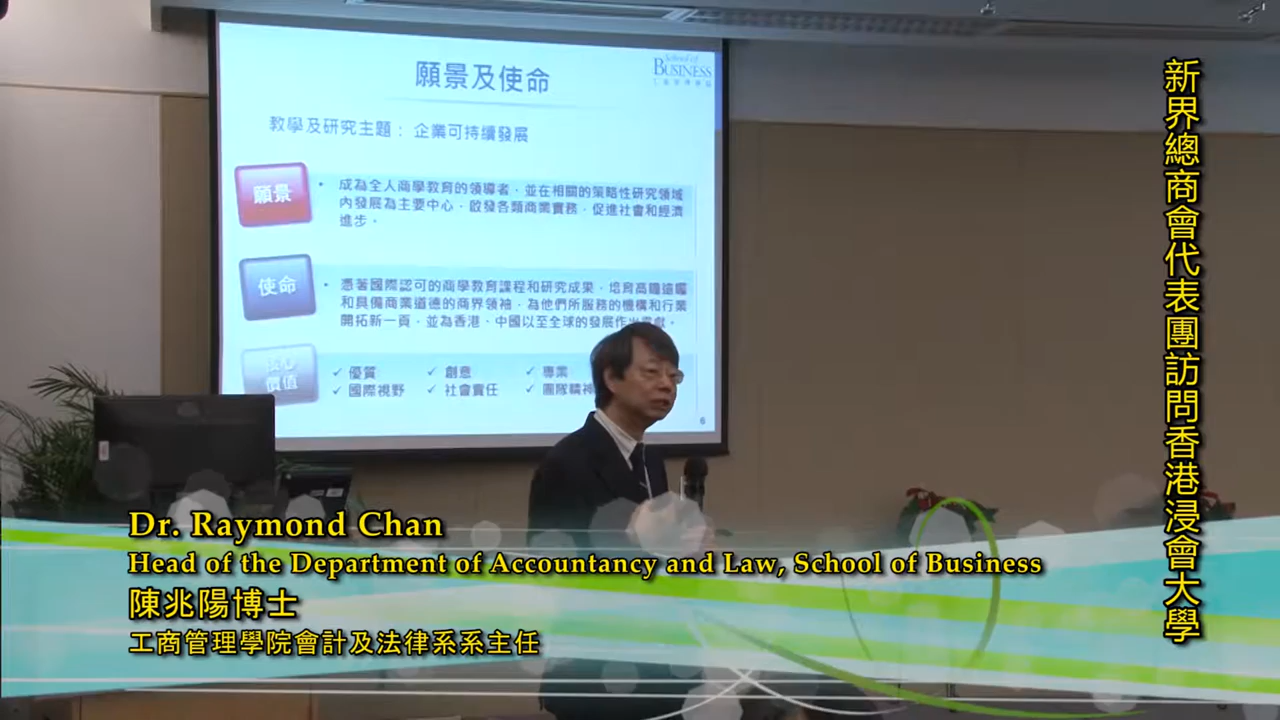 願景及使命
School of
BUSINESS
工商管理學院
教學及研究主題：企業可持續發展
願景
• 成為全人商學教育的領導者，並在相關的策略性研究領域
內發展為主要中心，啟發各類商業實務，促進社會和經濟
進步。
使命
• 憑著國際認可的商學教育課程和研究成果，培育高瞻遠矚
和具備商業道德的商界領袖，為他們所服務的機構和行業
開拓新一頁，並為香港、中國以至全球的發展作出貢獻。
核心
價值
✓ 優質 ✓ 創意 ✓ 專業
✓ 國際視野 ✓ 社會責任 ✓ 團隊精神
6
新界總商會代表團訪問香港浸會大學
Dr. Raymond Chan
Head of the Department of Accountancy and Law, School of Business
陳兆陽博士
工商管理學院會計及法律系系主任